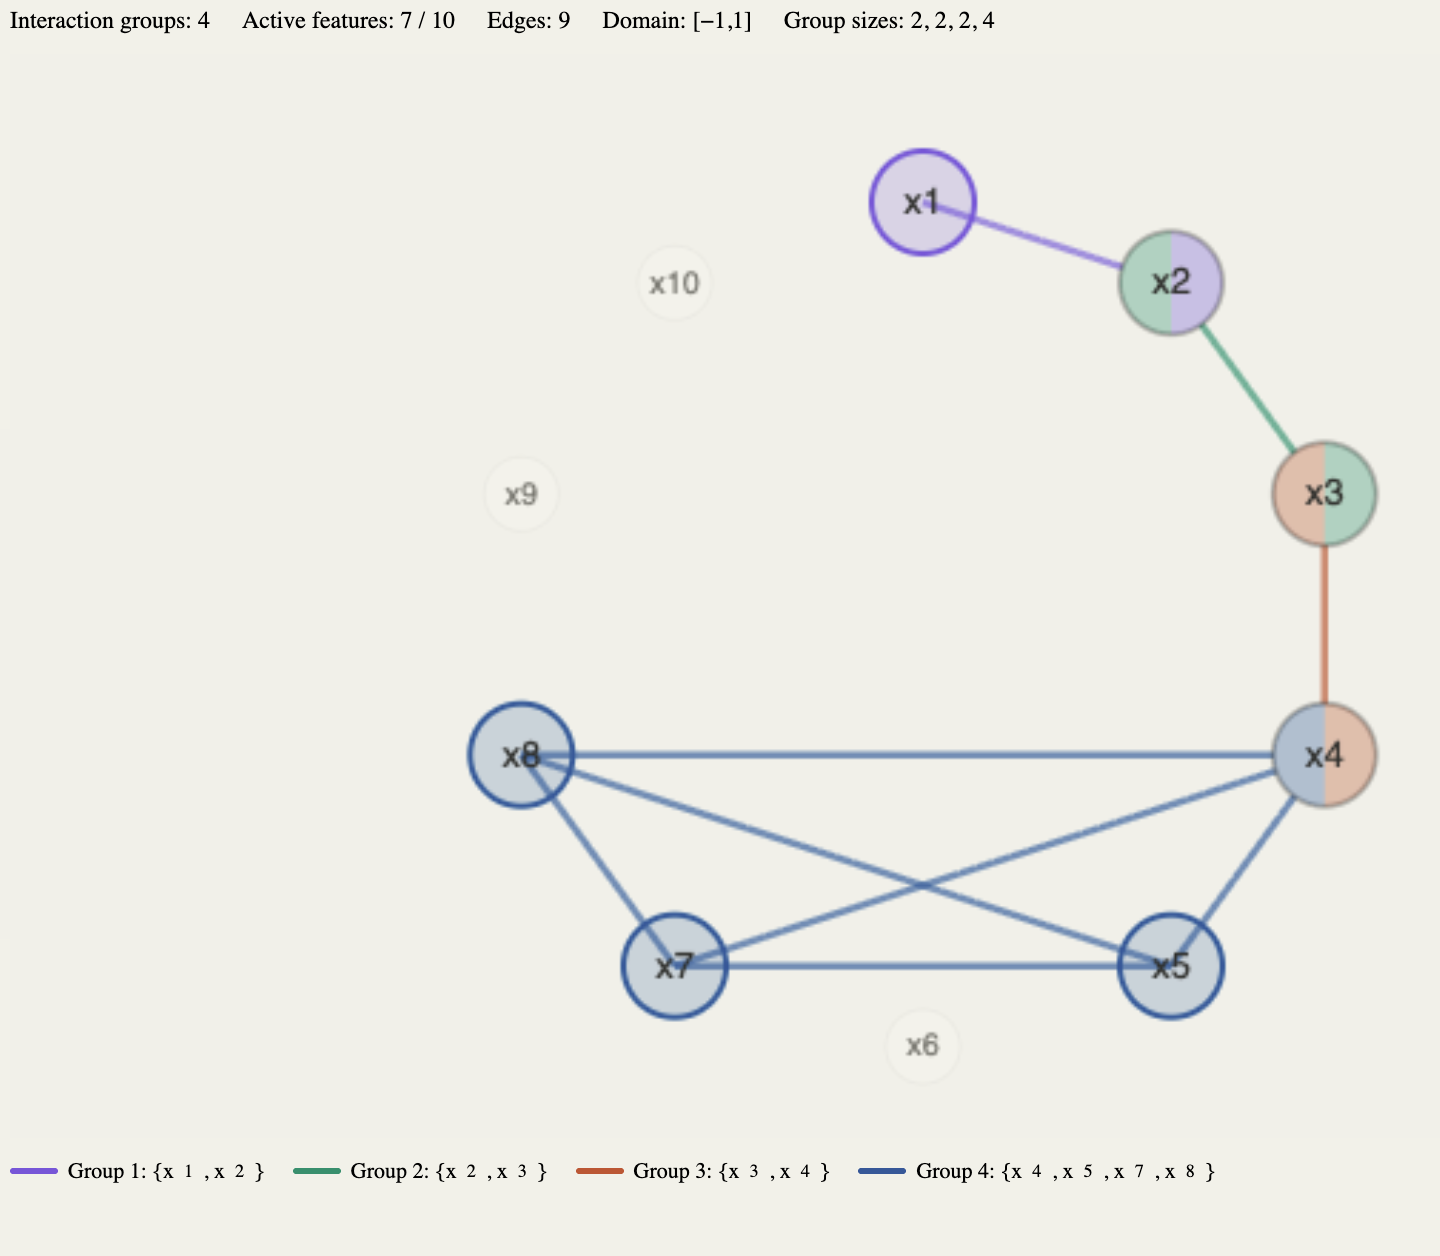 Interaction groups: 4 Active features: 7 / 10 Edges: 9 Domain: [−1,1] Group sizes: 2, 2, 2, 4
x1
x10
x2
x9
x3
x8
x4
x7
x5
x6
Group 1: {x 1 , x 2 } Group 2: {x 2 , x 3 } Group 3: {x 3 , x 4 } Group 4: {x 4 , x 5 , x 7 , x 8 }